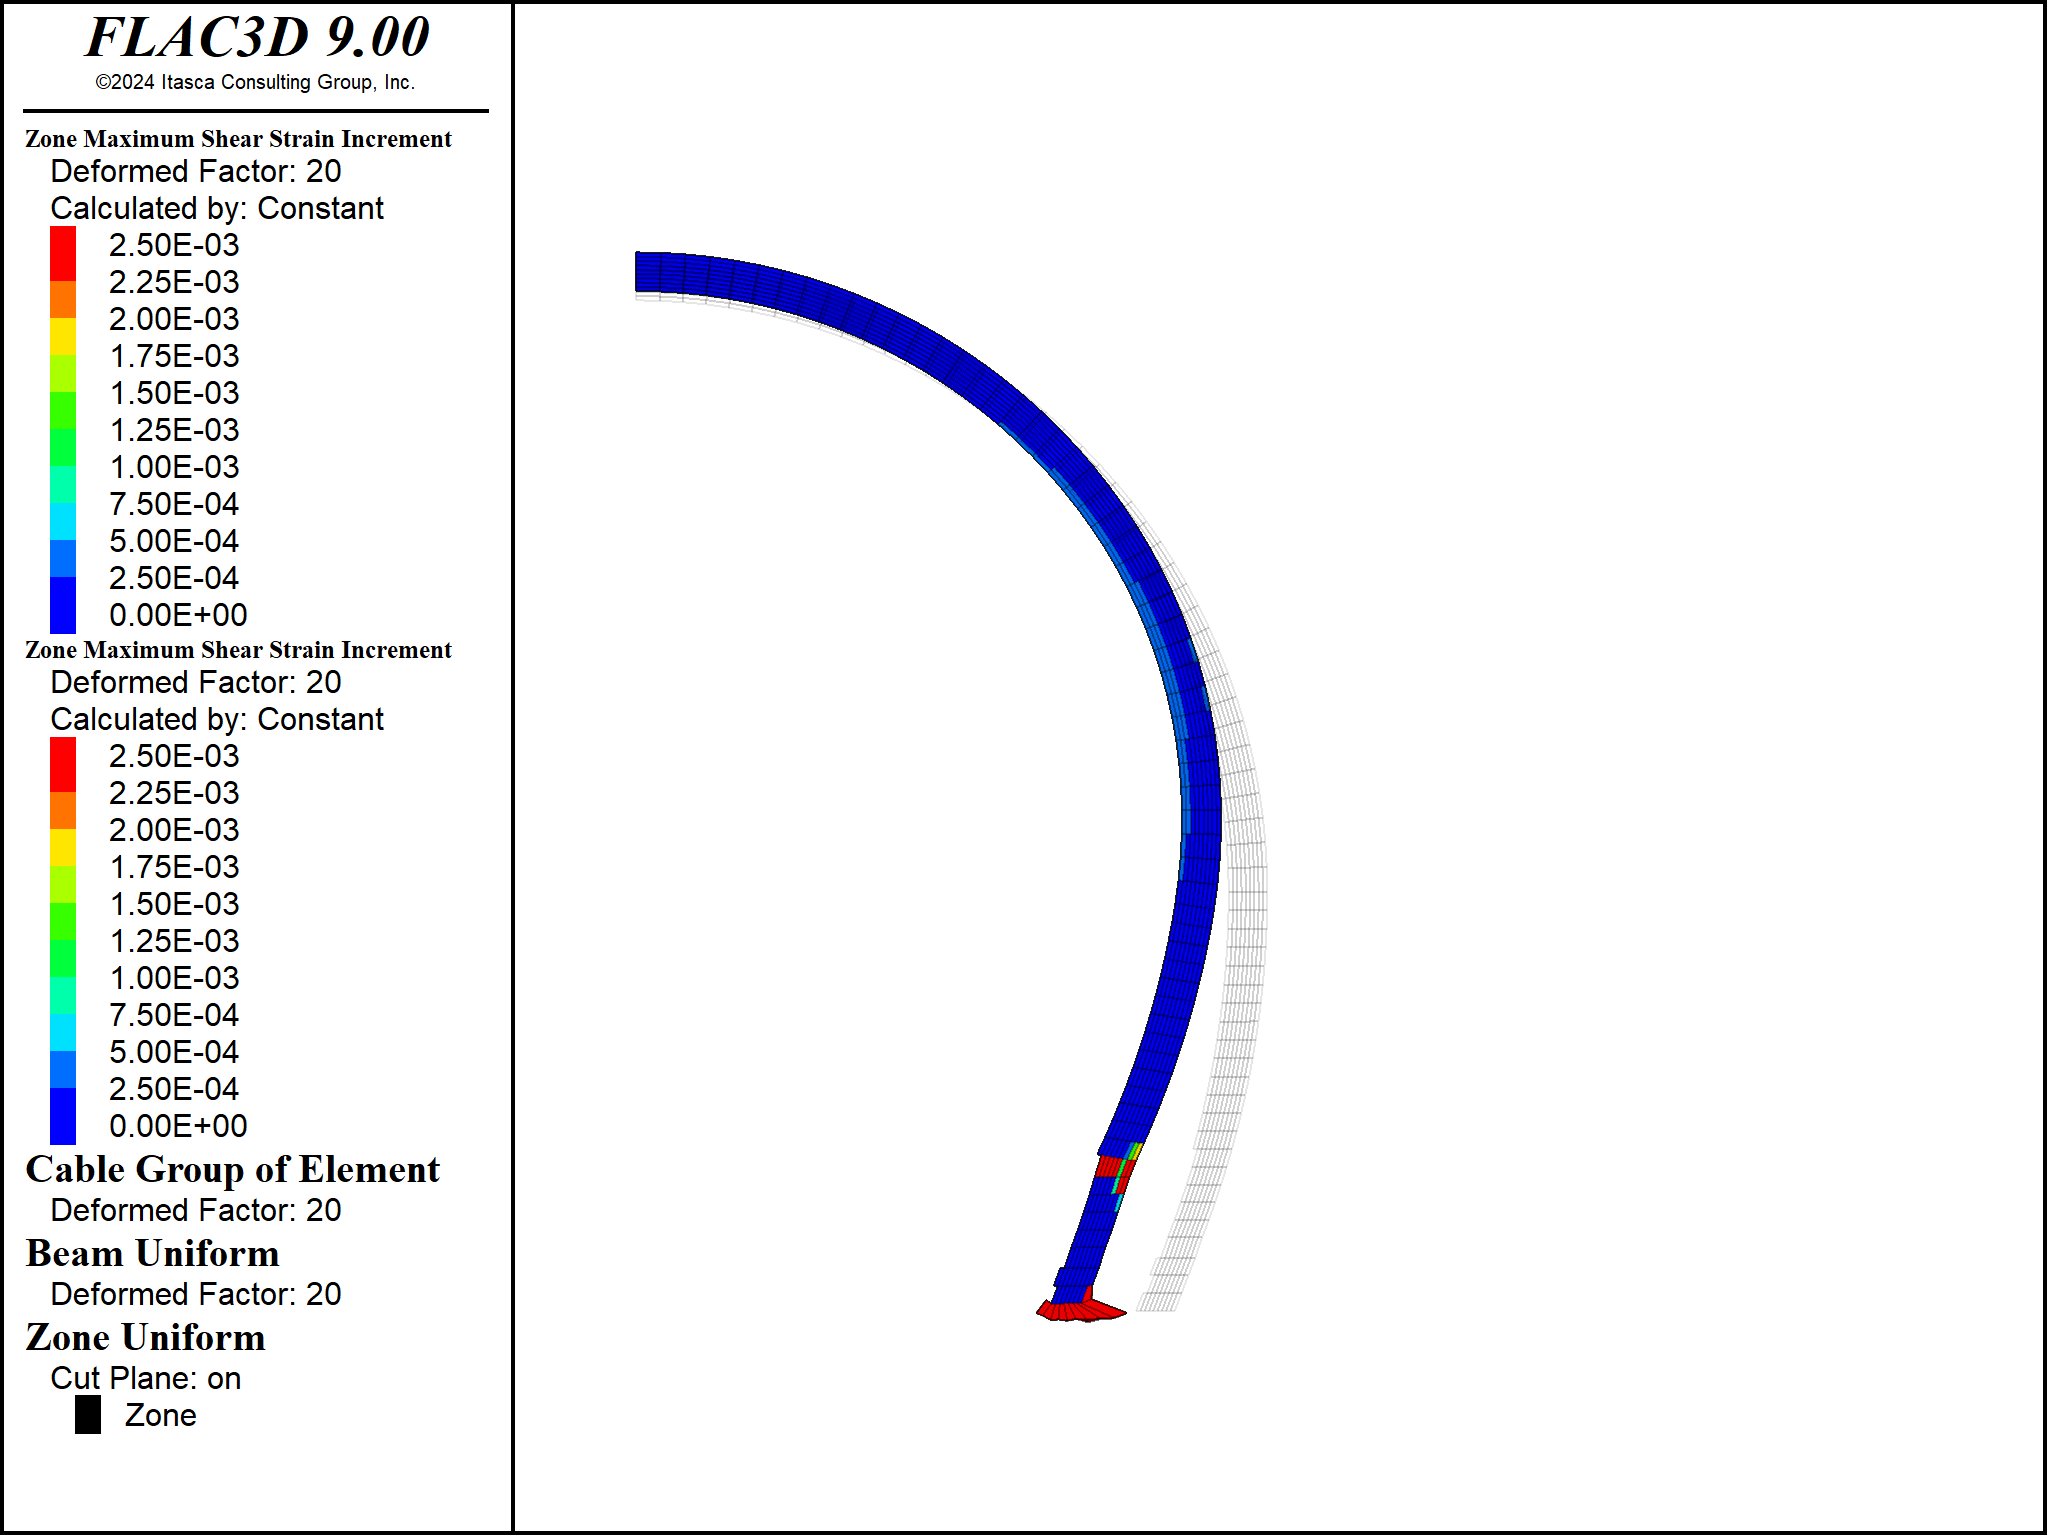 FLAC3D 9.00
©2024 Itasca Consulting Group, Inc.
Zone Maximum Shear Strain Increment
Deformed Factor: 20
Calculated by: Constant
2.50E-03
2.25E-03
2.00E-03
1.75E-03
1.50E-03
1.25E-03
1.00E-03
7.50E-04
5.00E-04
2.50E-04
0.00E+00
Zone Maximum Shear Strain Increment
Deformed Factor: 20
Calculated by: Constant
2.50E-03
2.25E-03
2.00E-03
1.75E-03
1.50E-03
1.25E-03
1.00E-03
7.50E-04
5.00E-04
2.50E-04
0.00E+00
Cable Group of Element
Deformed Factor: 20
Beam Uniform
Deformed Factor: 20
Zone Uniform
Cut Plane: on
Zone